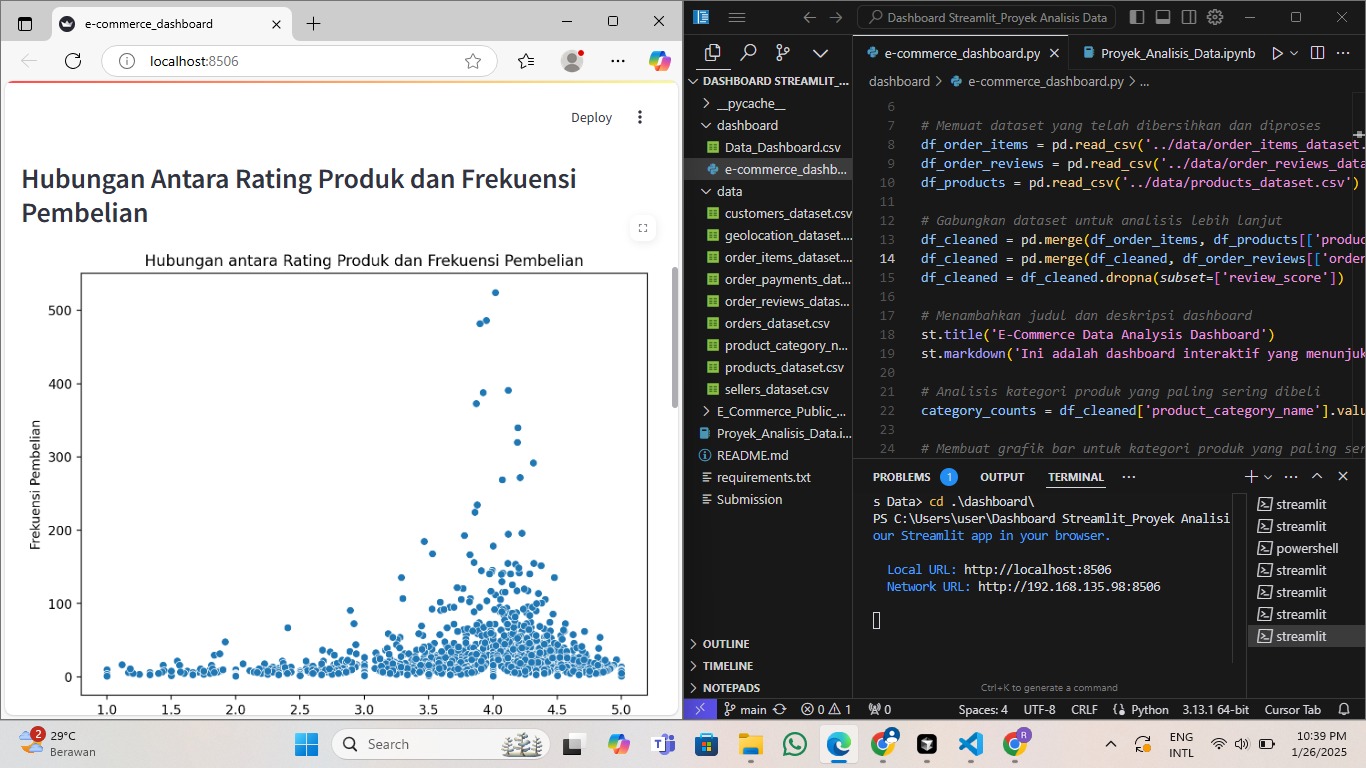 e-commerce_dashboard
localhost:8506
Deploy
Hubungan Antara Rating Produk dan Frekuensi
Pembelian
Hubungan antara Rating Produk dan Frekuensi Pembelian
Frekuensi Pembelian
500
400
300
200
100
0
1.0 1.5 2.0 2.5 3.0 3.5 4.0 4.5 5.0
Dashboard Streamlit_Proyek Analisis Data
DASHBOARD STREAMLIT_...
__pycache__
dashboard
Data_Dashboard.csv
e-commerce_dashb...
data
customers_dataset.csv
geolocation_dataset....
order_items_dataset....
order_payments_dat...
order_reviews_datas...
orders_dataset.csv
product_category_n...
products_dataset.csv
sellers_dataset.csv
E_Commerce_Public_...
Proyek_Analisis_Data.i...
README.md
requirements.txt
Submission
OUTLINE
TIMELINE
NOTEPADS
e-commerce_dashboard.py
Proyek_Analisis_Data.ipynb
dashboard > e-commerce_dashboard.py > ...
6
7 # Memuat dataset yang telah dibersihkan dan diproses
8 df_order_items = pd.read_csv('../data/order_items_dataset.
9 df_order_reviews = pd.read_csv('../data/order_reviews_data
10 df_products = pd.read_csv('../data/products_dataset.csv')
11
12 # Gabungkan dataset untuk analisis lebih lanjut
13 df_cleaned = pd.merge(df_order_items, df_products[['produc
14 df_cleaned = pd.merge(df_cleaned, df_order_reviews[['order
15 df_cleaned = df_cleaned.dropna(subset=['review_score'])
16
17 # Menambahkan judul dan deskripsi dashboard
18 st.title('E-Commerce Data Analysis Dashboard')
19 st.markdown('Ini adalah dashboard interaktif yang menunjuk
20
21 # Analisis kategori produk yang paling sering dibeli
22 category_counts = df_cleaned['product_category_name'].valu
23
24 # Membuat grafik bar untuk kategori produk yang paling ser
PROBLEMS 1 OUTPUT TERMINAL ...
s Data> cd .\dashboard\
PS C:\Users\user\Dashboard Streamlit_Proyek Analisi
our Streamlit app in your browser.
Local URL: http://localhost:8506
Network URL: http://192.168.135.98:8506
streamlit
streamlit
powershell
streamlit
streamlit
streamlit
streamlit
Ctrl+K to generate a command
main 0 1 0 Spaces: 4 UTF-8 CRLF Python 3.13.1 64-bit Cursor Tab
2
29°C
Berawan
Search
R
ENG
INTL
10:39 PM
1/26/2025